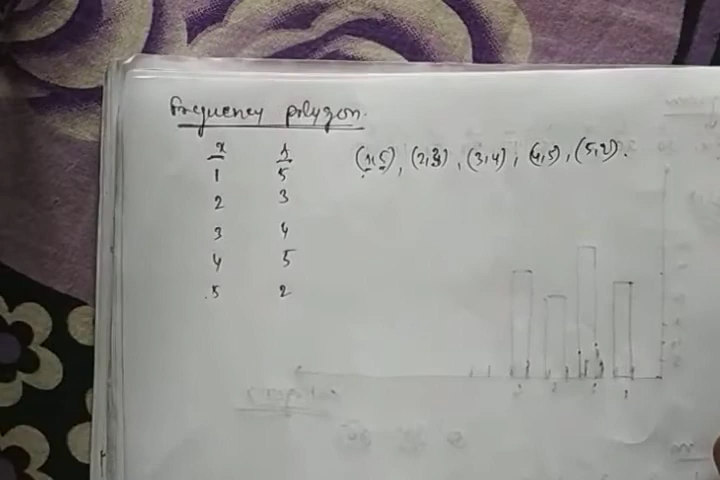 Frequency polygon.
x f (1,5), (2,3), (3,4), (4,5), (5,2).
1 5
2 3
3 4
4 5
5 2